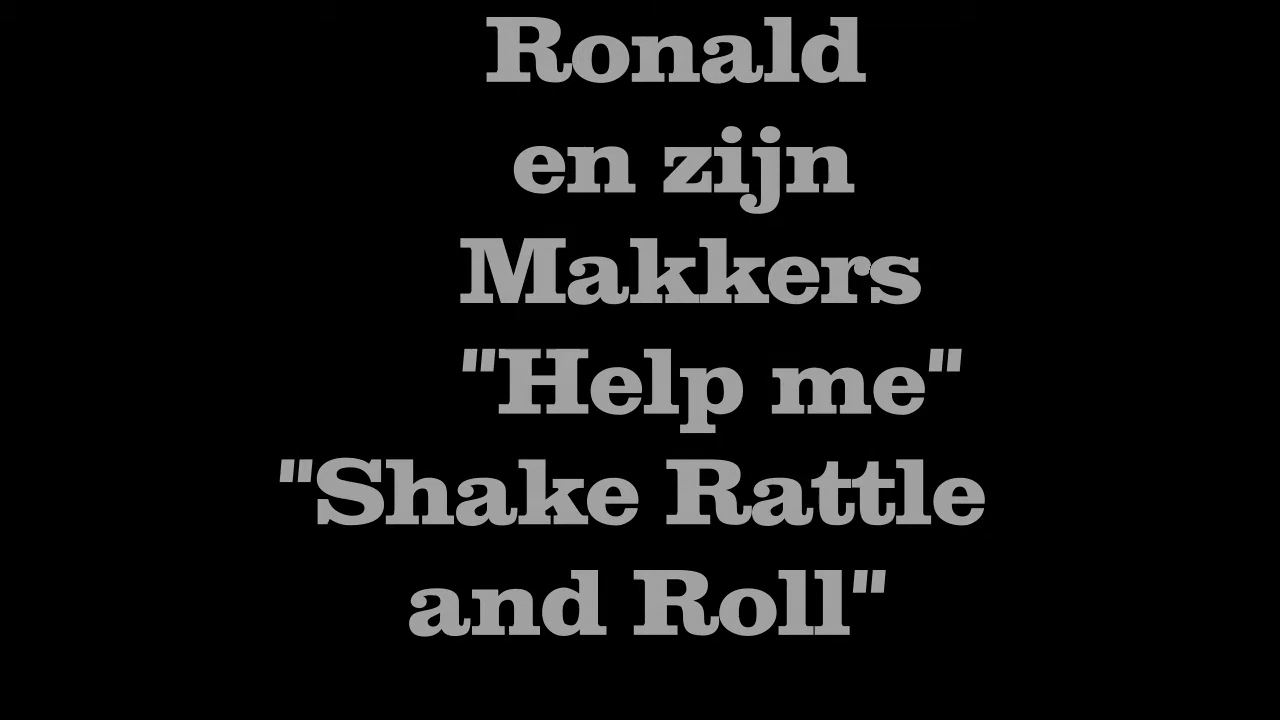 Ronald
en zijn
Makkers
"Help me"
"Shake Rattle
and Roll"